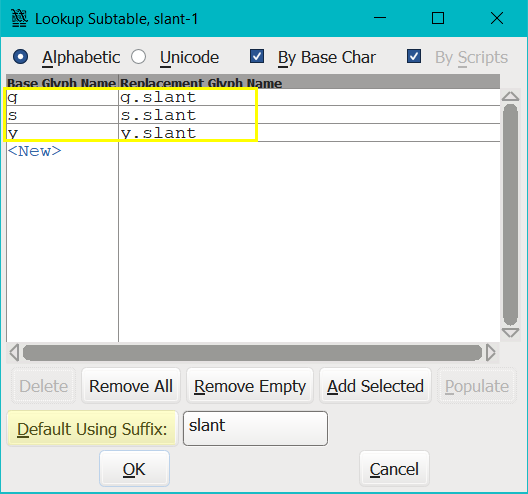 Lookup Subtable, slant-1
Alphabetic Unicode By Base Char By Scripts
Base Glyph Name Replacement Glyph Name
g g.slant
s s.slant
y y.slant
<New>
Delete Remove All Remove Empty Add Selected Populate
Default Using Suffix: slant
OK Cancel